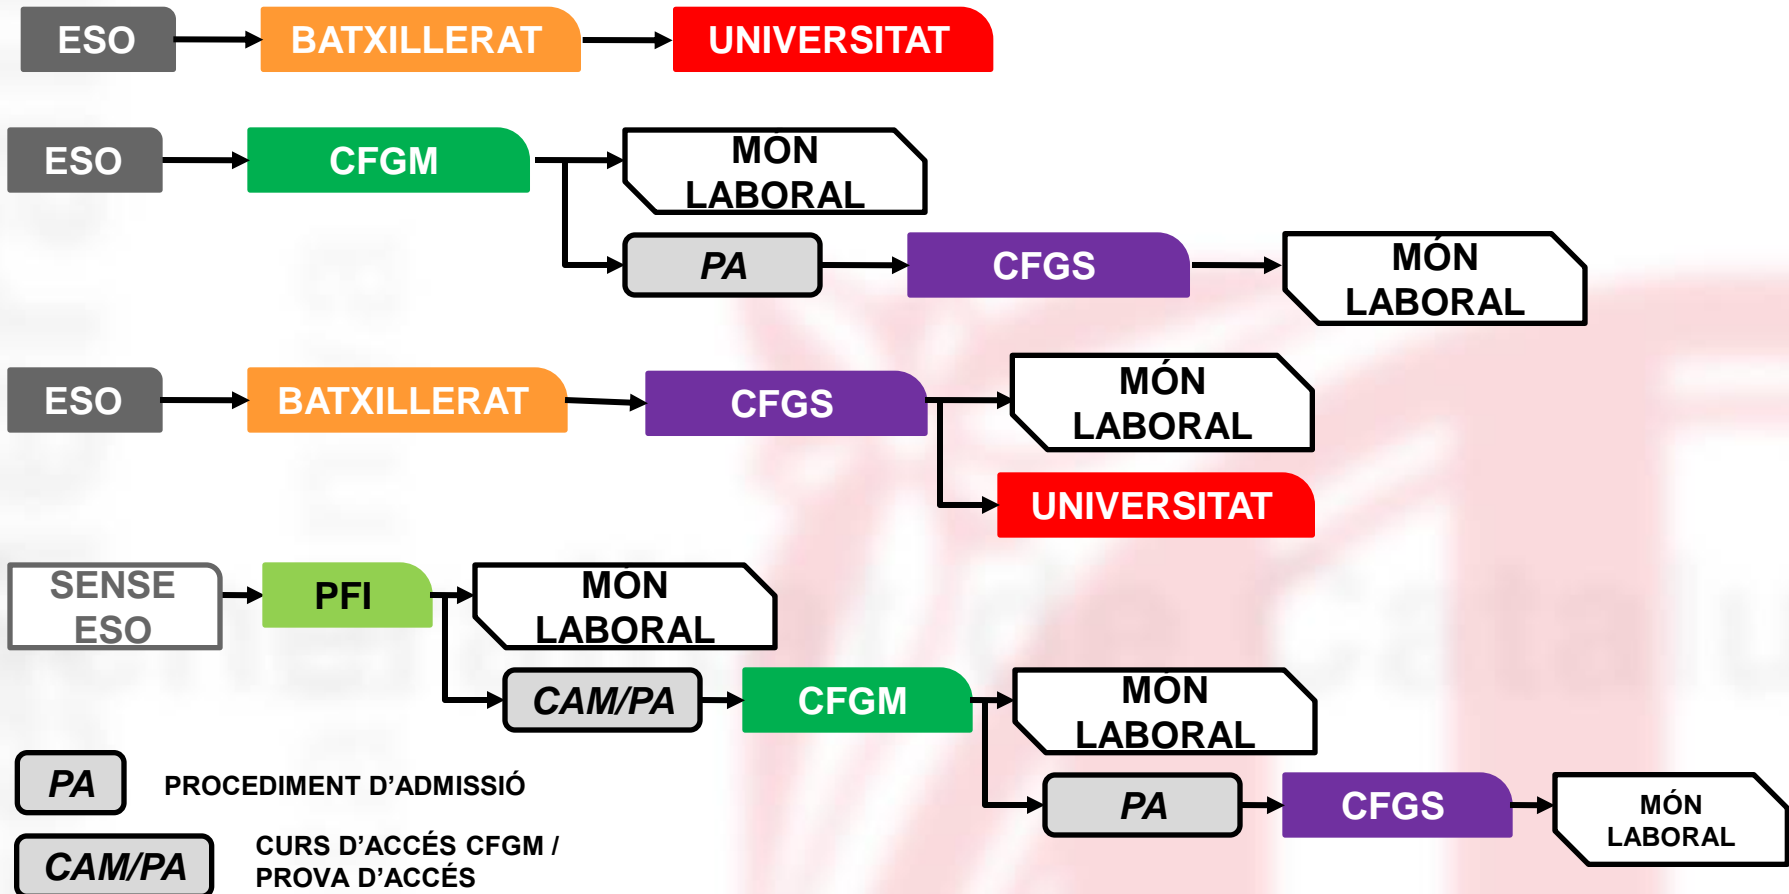 ESO
BATXILLERAT
UNIVERSITAT
ESO
CFGM
MÓN
LABORAL
PA
CFGS
MÓN
LABORAL
ESO
BATXILLERAT
CFGS
MÓN
LABORAL
UNIVERSITAT
SENSE
ESO
PFI
MÓN
LABORAL
CAM/PA
CFGM
MÓN
LABORAL
PA
CFGS
MÓN
LABORAL
PA
PROCEDIMENT D'ADMISSIÓ
CAM/PA
CURS D'ACCÉS CFGM /
PROVA D'ACCÉS